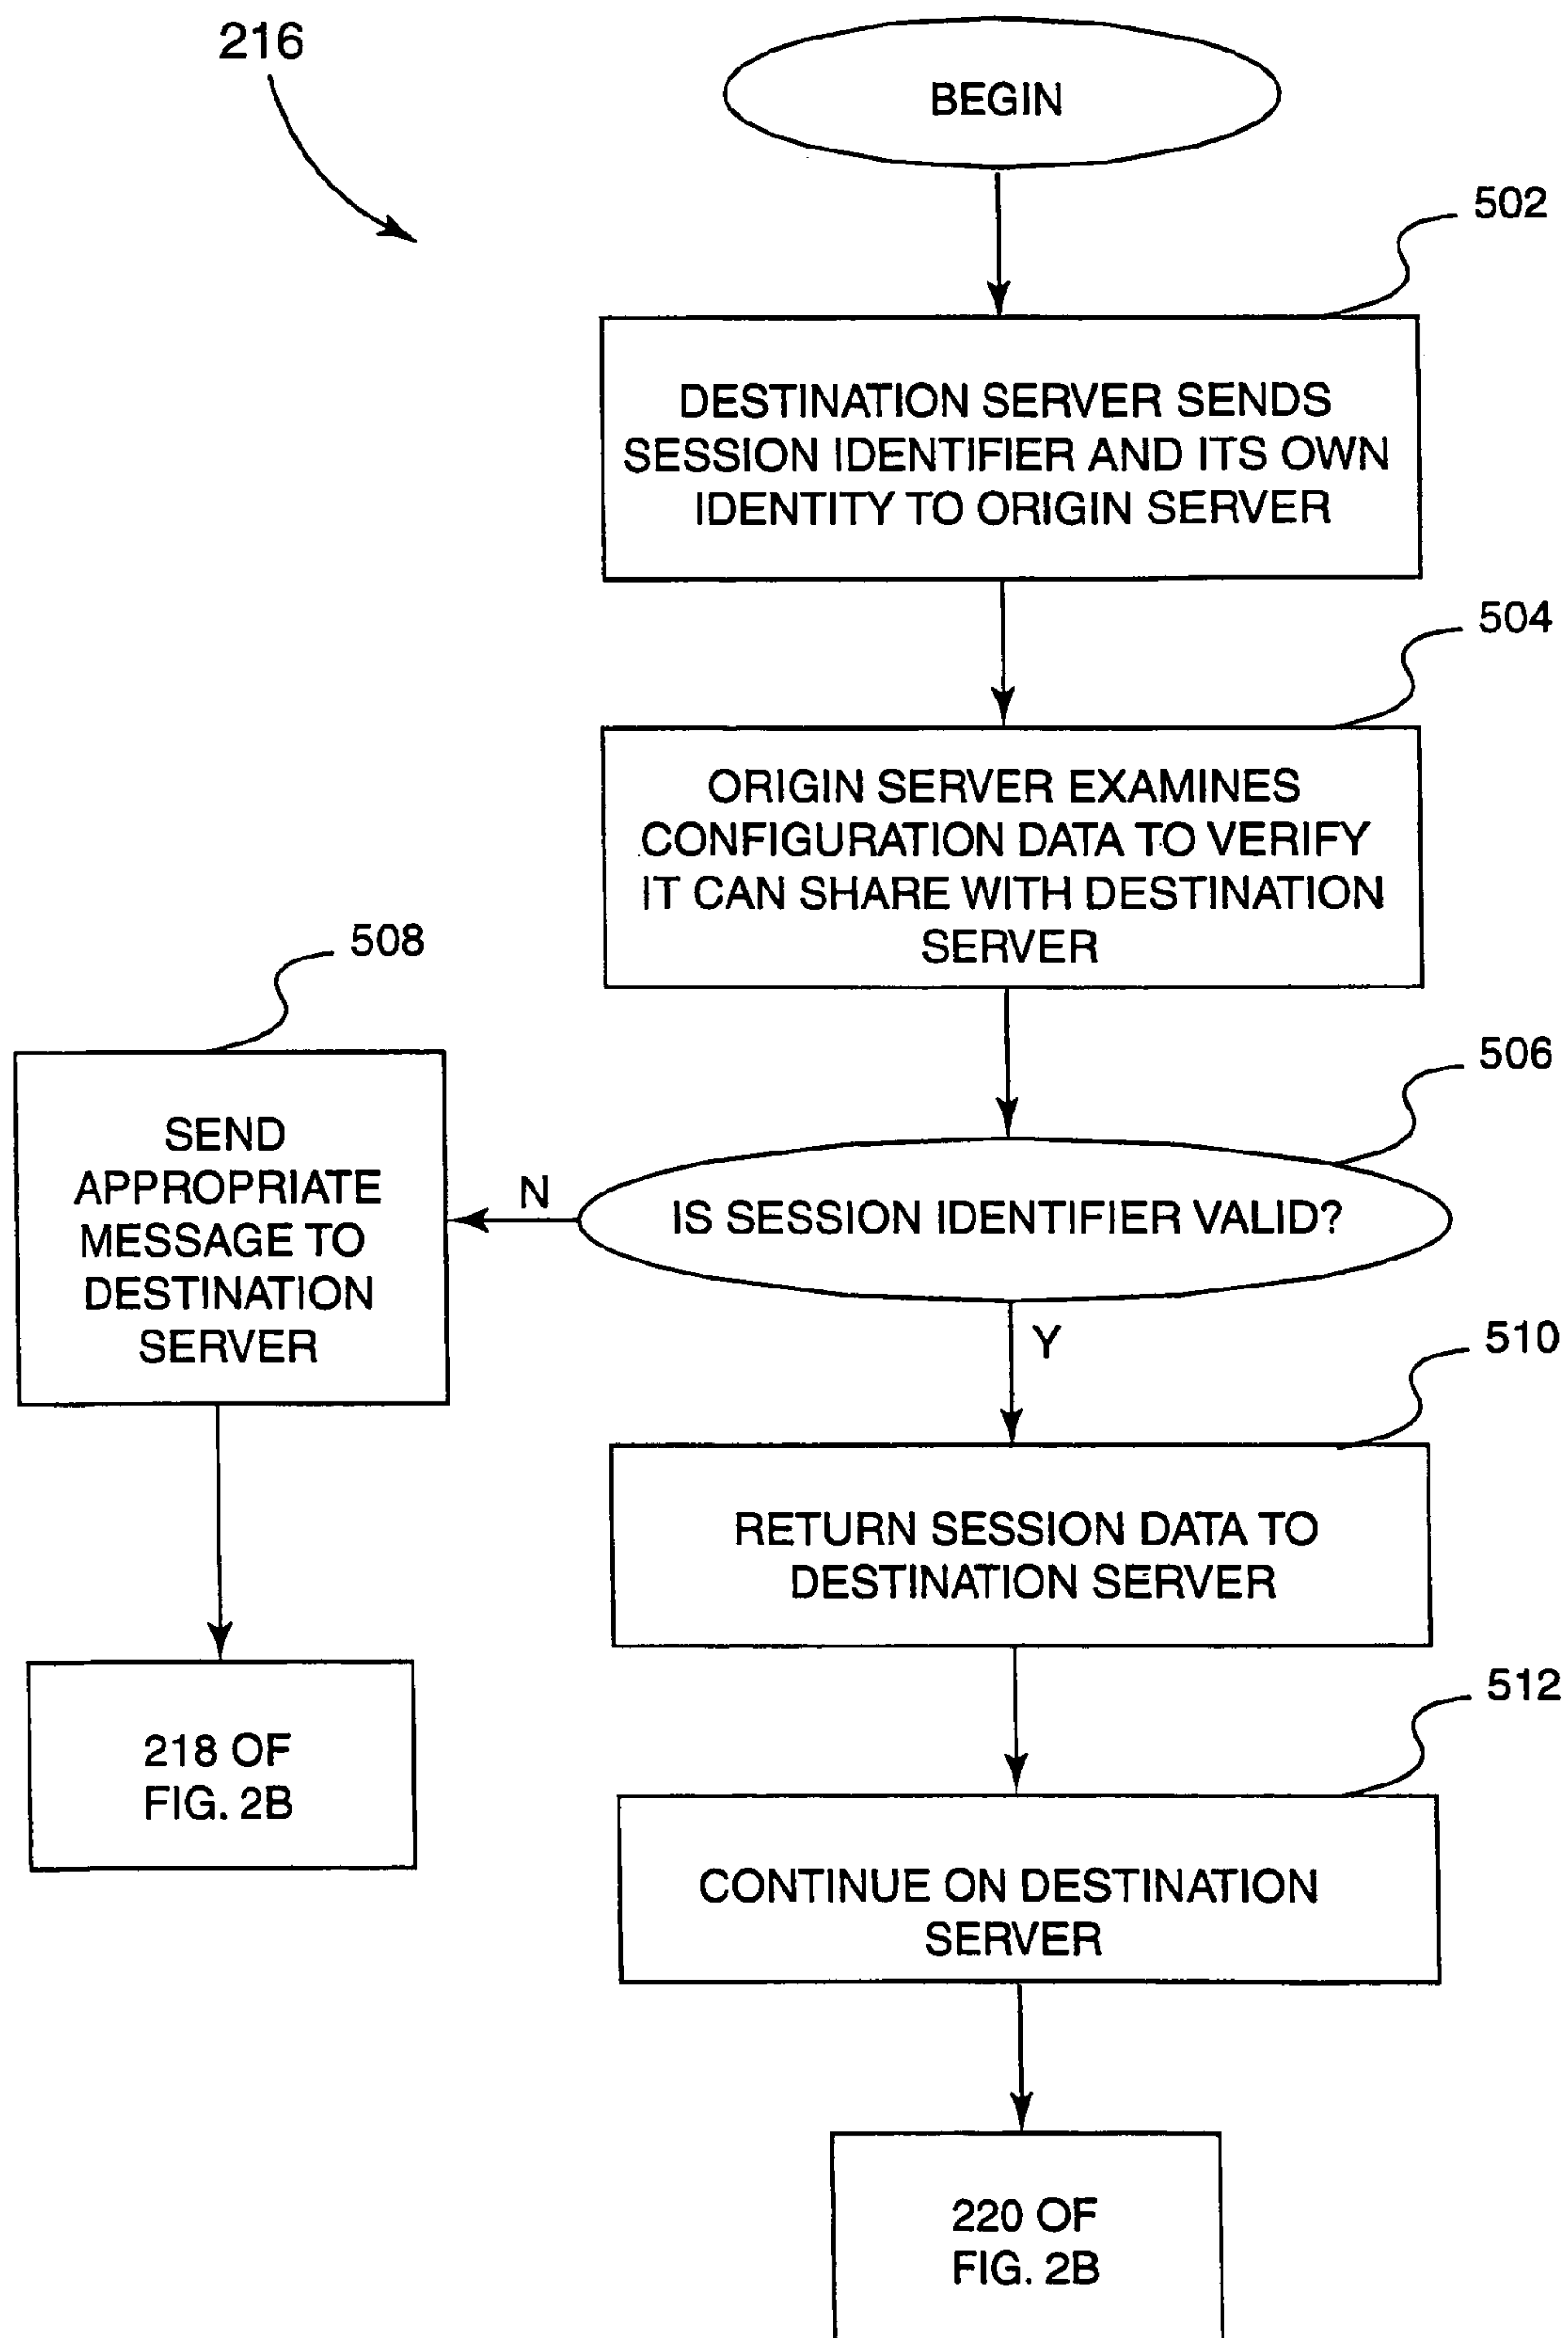 216
BEGIN
502
DESTINATION SERVER SENDS
SESSION IDENTIFIER AND ITS OWN
IDENTITY TO ORIGIN SERVER
504
ORIGIN SERVER EXAMINES
CONFIGURATION DATA TO VERIFY
IT CAN SHARE WITH DESTINATION
SERVER
508
SEND
APPROPRIATE
MESSAGE TO
DESTINATION
SERVER
506
N
IS SESSION IDENTIFIER VALID?
Y
510
RETURN SESSION DATA TO
DESTINATION SERVER
218 OF
FIG. 2B
512
CONTINUE ON DESTINATION
SERVER
220 OF
FIG. 2B